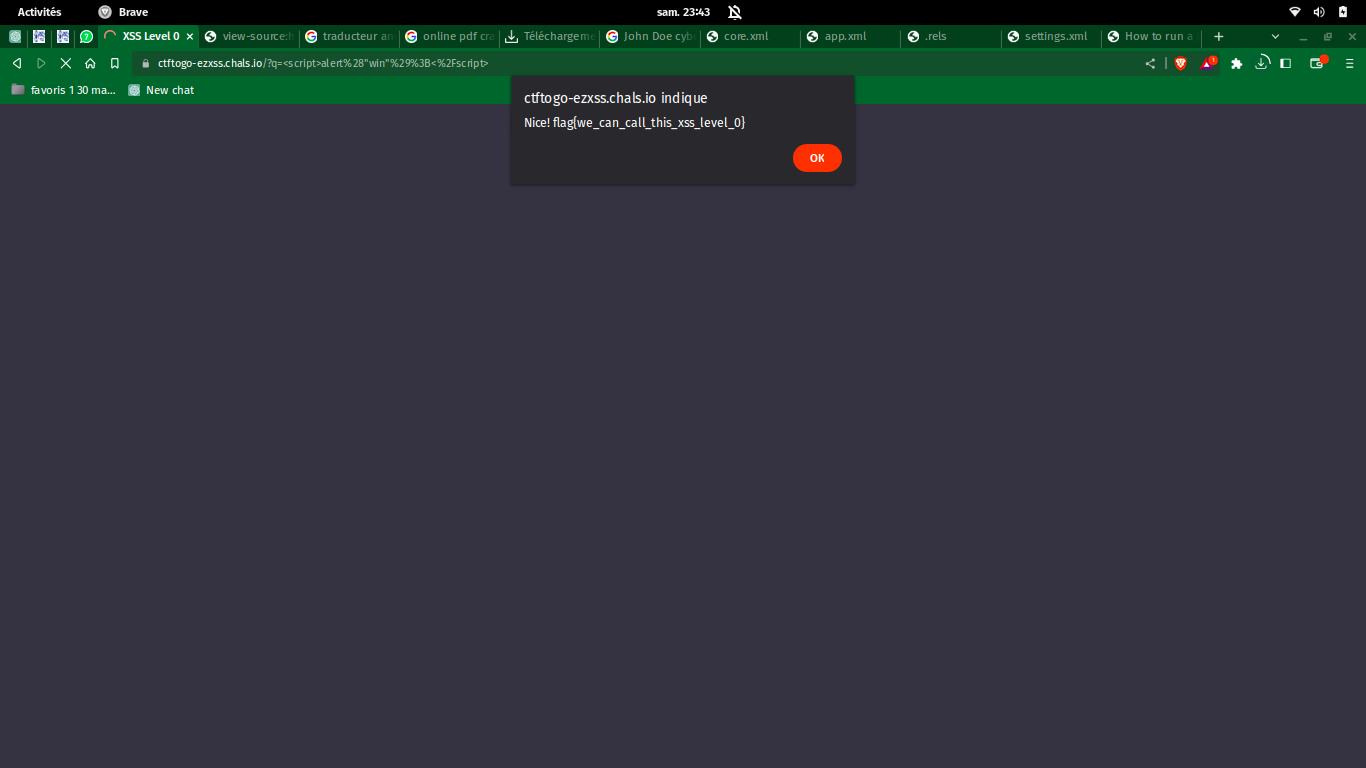 Activités Brave sam. 23:43
XSS Level 0 view-source:h traducteur an online pdf cra Téléchargeme John Doe cyb core.xml app.xml .rels settings.xml How to run a
ctftogo-ezxss.chals.io/?q=<script>alert%28"win"%29%3B<%2Fscript>
favoris 1 30 ma... New chat
ctftogo-ezxss.chals.io indique
Nice! flag{we_can_call_this_xss_level_0}
OK